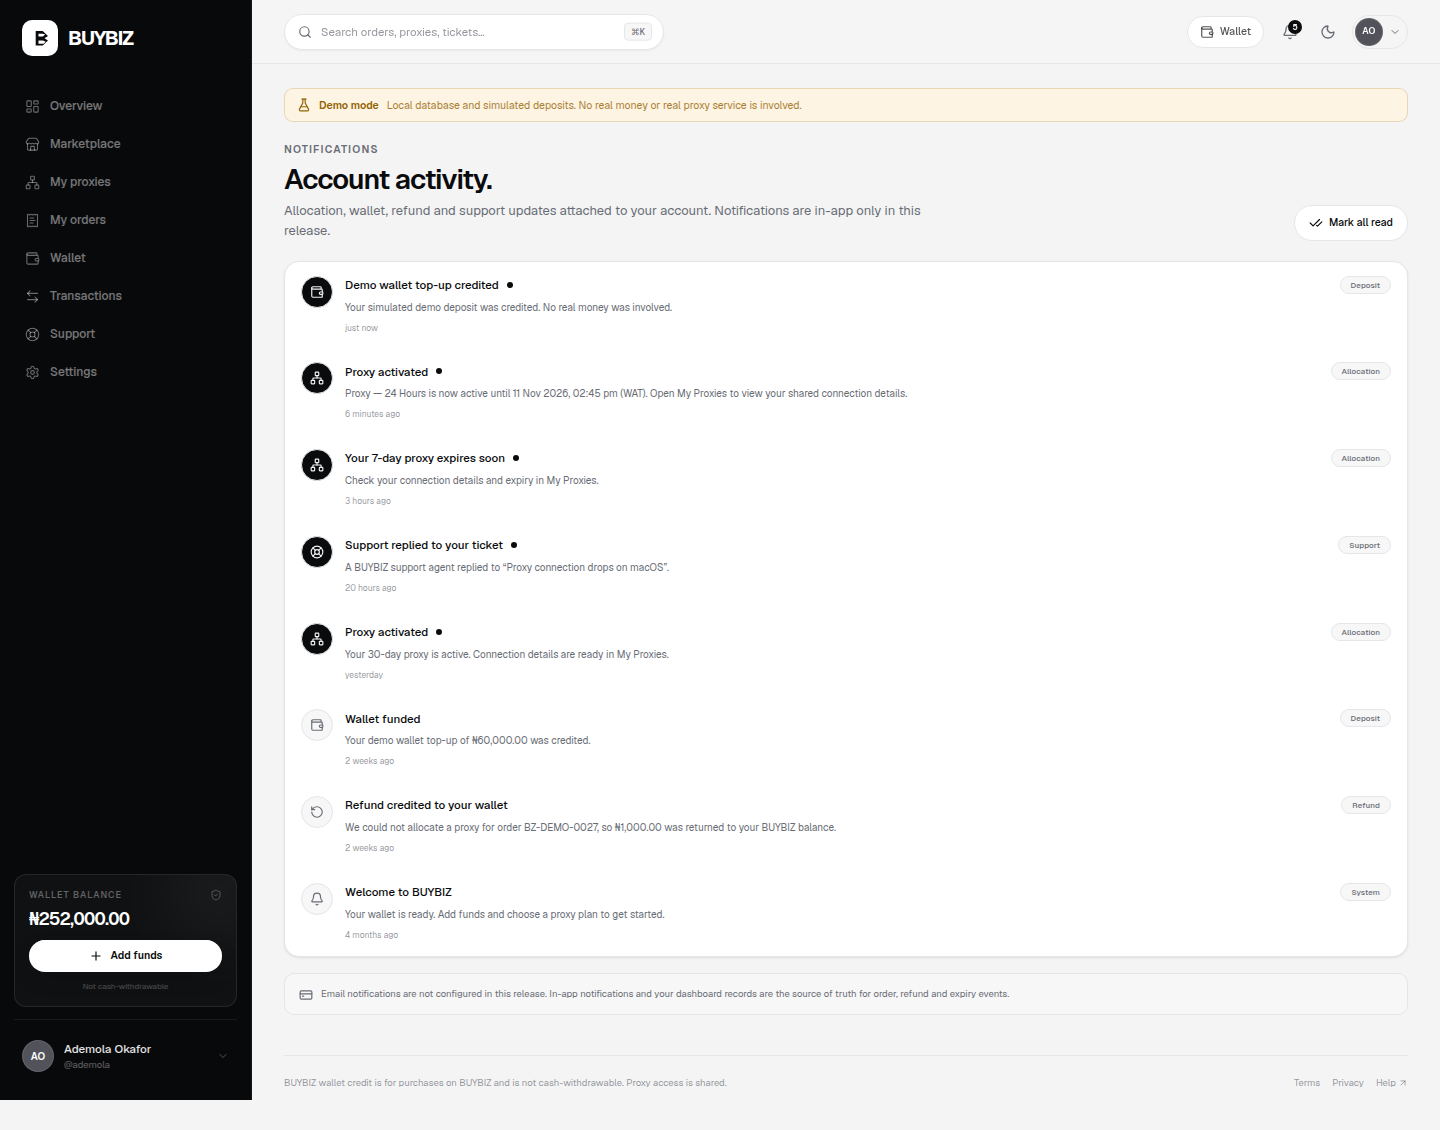 BUYBIZ
Search orders, proxies, tickets...
⌘K
Wallet
5
AO
Overview
Marketplace
My proxies
My orders
Wallet
Transactions
Support
Settings
Demo mode Local database and simulated deposits. No real money or real proxy service is involved.
NOTIFICATIONS
Account activity.
Allocation, wallet, refund and support updates attached to your account. Notifications are in-app only in this
release.
Mark all read
Demo wallet top-up credited
Deposit
Your simulated demo deposit was credited. No real money was involved.
just now
Proxy activated
Allocation
Proxy — 24 Hours is now active until 11 Nov 2026, 02:45 pm (WAT). Open My Proxies to view your shared connection details.
6 minutes ago
Your 7-day proxy expires soon
Allocation
Check your connection details and expiry in My Proxies.
3 hours ago
Support replied to your ticket
Support
A BUYBIZ support agent replied to “Proxy connection drops on macOS”.
20 hours ago
Proxy activated
Allocation
Your 30-day proxy is active. Connection details are ready in My Proxies.
yesterday
Wallet funded
Deposit
Your demo wallet top-up of ₦60,000.00 was credited.
2 weeks ago
Refund credited to your wallet
Refund
We could not allocate a proxy for order BZ-DEMO-0027, so ₦1,000.00 was returned to your BUYBIZ balance.
2 weeks ago
Welcome to BUYBIZ
System
Your wallet is ready. Add funds and choose a proxy plan to get started.
4 months ago
Email notifications are not configured in this release. In-app notifications and your dashboard records are the source of truth for order, refund and expiry events.
WALLET BALANCE
₦252,000.00
Add funds
Not cash-withdrawable
AO
Ademola Okafor
@ademola
BUYBIZ wallet credit is for purchases on BUYBIZ and is not cash-withdrawable. Proxy access is shared.
Terms
Privacy
Help